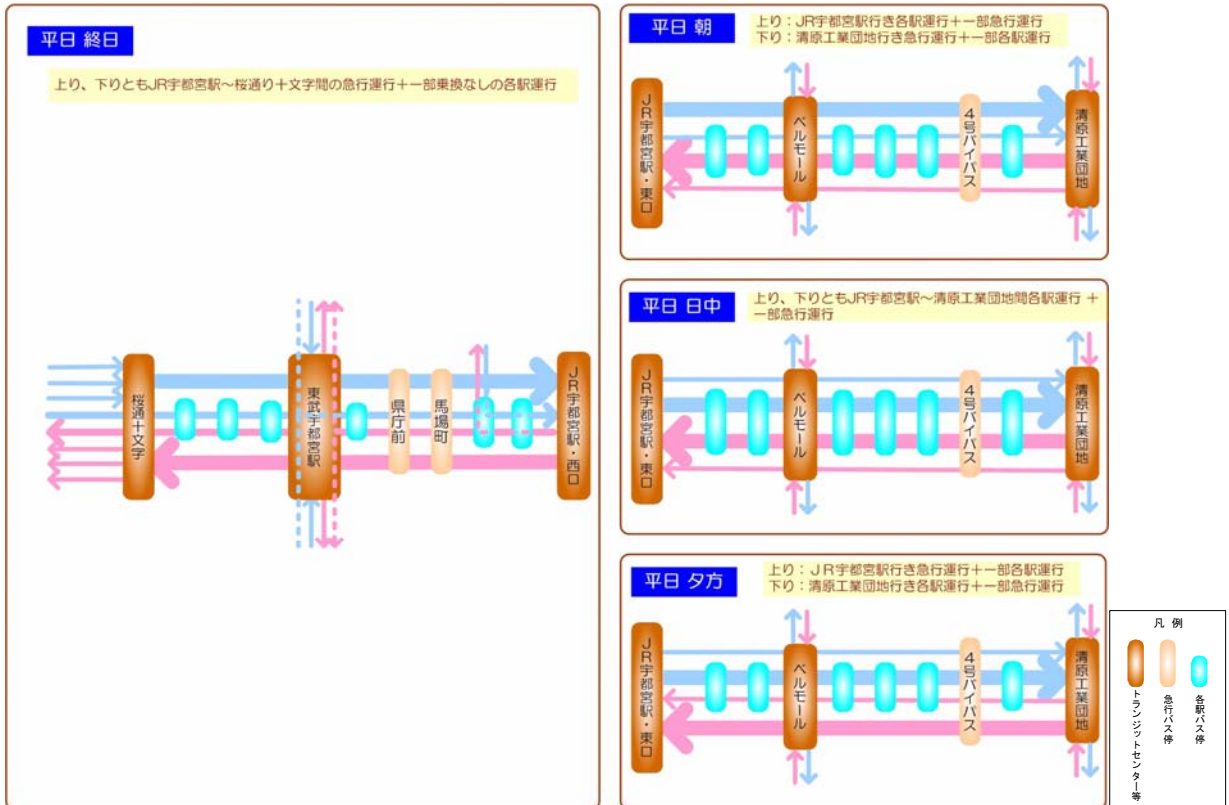 平日 終日
上り、下りともJR宇都宮駅～桜通り十文字間の急行運行+一部乗換なしの各駅運行
桜通十文字
東武宇都宮駅
県庁前
馬場町
JR宇都宮駅・西口
平日 朝
上り：JR宇都宮駅行き各駅運行+一部急行運行
下り：清原工業団地行き急行運行+一部各駅運行
JR宇都宮駅・東口
ベルモール
4号バイパス
清原工業団地
平日 日中
上り、下りともJR宇都宮駅～清原工業団地間各駅運行 +
一部急行運行
JR宇都宮駅・東口
ベルモール
4号バイパス
清原工業団地
平日 夕方
上り：JR宇都宮駅行き急行運行+一部各駅運行
下り：清原工業団地行き各駅運行+一部急行運行
JR宇都宮駅・東口
ベルモール
4号バイパス
清原工業団地
凡 例
トランジットセンター等
急行バス停
各駅バス停